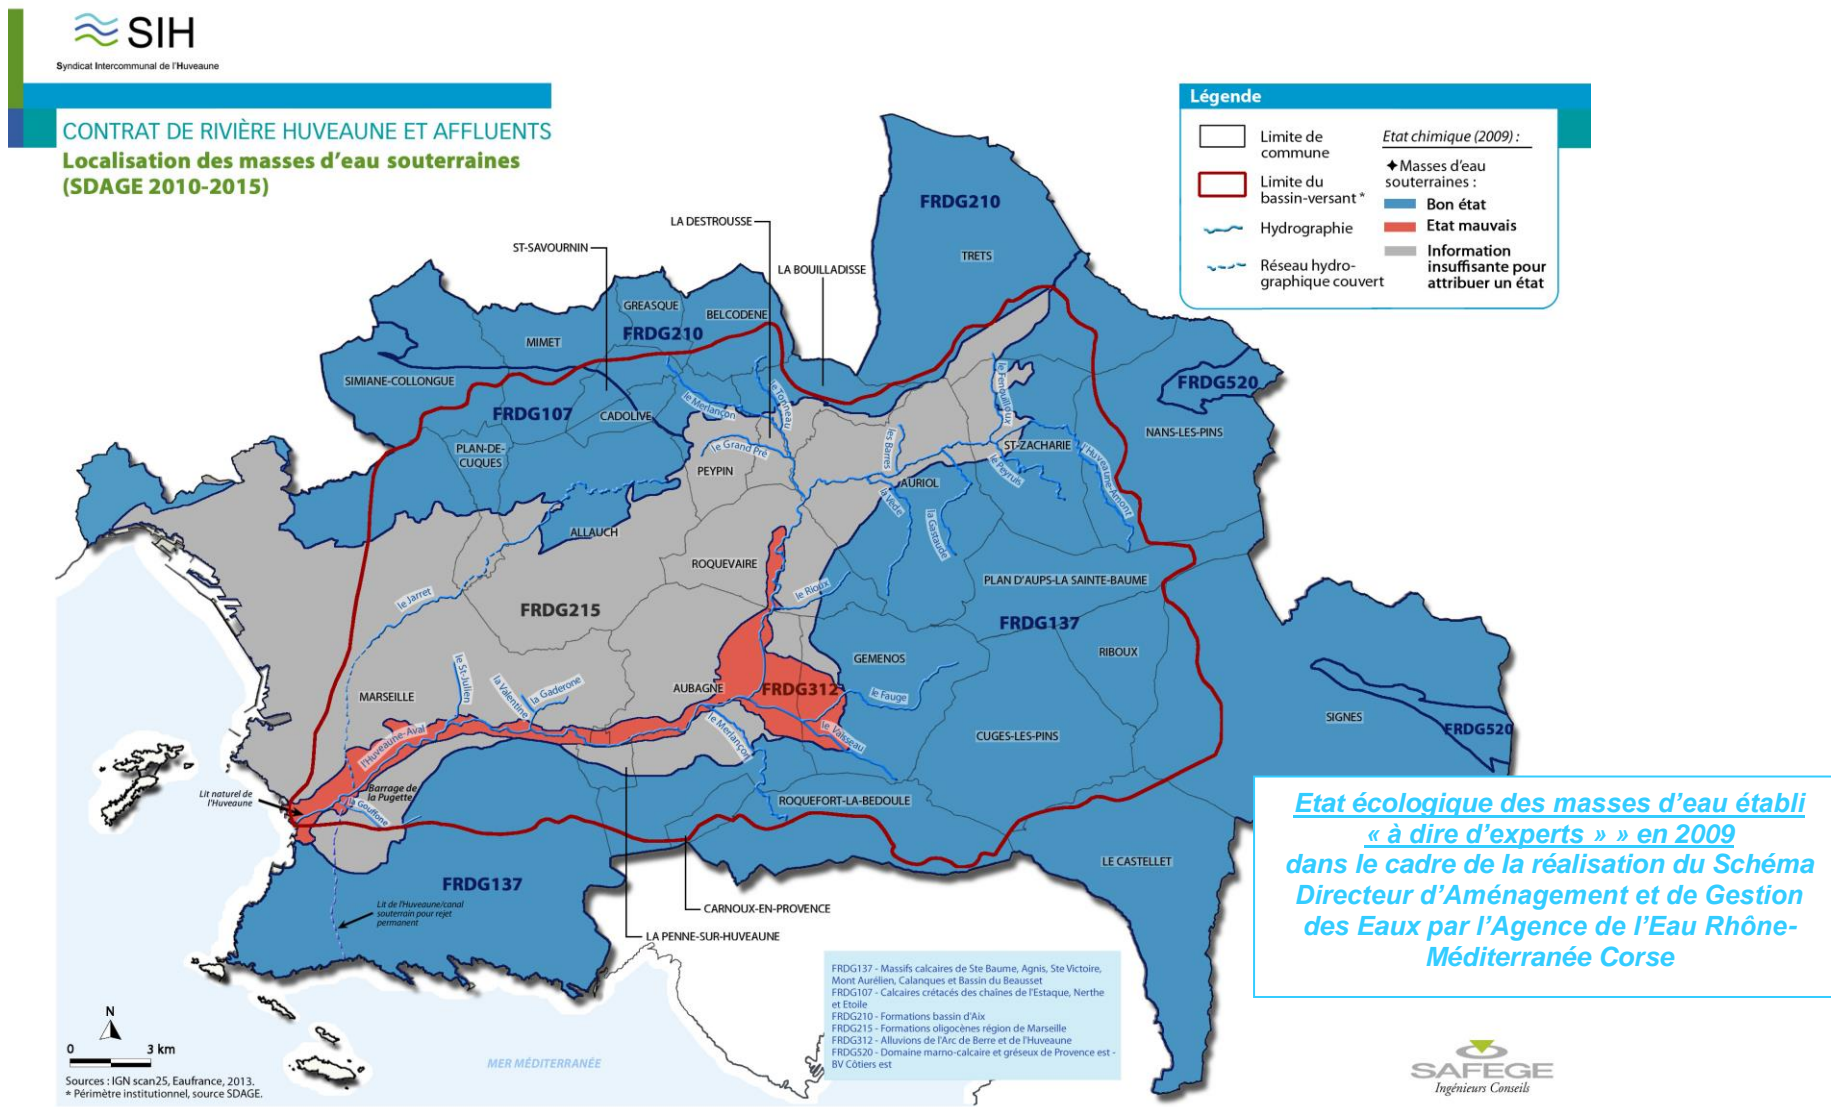 SIH
Syndicat Intercommunal de l'Huveaune
CONTRAT DE RIVIÈRE HUVEAUNE ET AFFLUENTS
Localisation des masses d'eau souterraines
(SDAGE 2010-2015)
Légende
Limite de
commune
Limite du
bassin-versant *
Hydrographie
Réseau hydro-
graphique couvert
Etat chimique (2009) :
Masses d'eau
souterraines :
Bon état
Etat mauvais
Information
insuffisante pour
attribuer un état
FRDG210
TRETS
LA DESTROUSSE
ST-SAVOURNIN
LA BOUILLADISSE
GREASQUE
BELCODENE
FRDG210
MIMET
SIMIANE-COLLONGUE
FRDG107
CADOLIVE
le Merlançon
le Tonneau
le Fenouilloux
FRDG520
NANS-LES-PINS
PLAN-DE-
CUQUES
le Grand Pré
PEYPIN
les Barres
ST-ZACHARIE
l'Huveaune-Amont
le Peyruis
AURIOL
la Vède
la Gastaude
ALLAUCH
ROQUEVAIRE
le Rioux
PLAN D'AUPS-LA SAINTE-BAUME
le Jarret
FRDG215
FRDG137
RIBOUX
GEMENOS
le St-Julien
la Valentine
la Gaderone
MARSEILLE
AUBAGNE
FRDG312
le Fauge
l'Huveaune-Aval
le Merlançon
le Vaisseau
CUGES-LES-PINS
SIGNES
FRDG520
Lit naturel de
l'Huveaune
Barrage de
la Pugette
la Gouffone
ROQUEFORT-LA-BEDOULE
LE CASTELLET
FRDG137
Lit de l'Huveaune/canal
souterrain pour rejet
permanent
CARNOUX-EN-PROVENCE
LA PENNE-SUR-HUVEAUNE
Etat écologique des masses d'eau établi
« à dire d'experts » » en 2009
dans le cadre de la réalisation du Schéma
Directeur d'Aménagement et de Gestion
des Eaux par l'Agence de l'Eau Rhône-
Méditerranée Corse
FRDG137 - Massifs calcaires de Ste Baume, Agnis, Ste Victoire,
Mont Aurélien, Calanques et Bassin du Beausset
FRDG107 - Calcaires crétacés des chaînes de l'Estaque, Nerthe
et Etoile
FRDG210 - Formations bassin d'Aix
FRDG215 - Formations oligocènes région de Marseille
FRDG312 - Alluvions de l'Arc de Berre et de l'Huveaune
FRDG520 - Domaine marno-calcaire et gréseux de Provence est -
BV Côtiers est
N
0 3 km
MER MÉDITERRANÉE
Sources : IGN scan25, Eaufrance, 2013.
* Périmètre institutionnel, source SDAGE.
SAFEGE
Ingénieurs Conseils